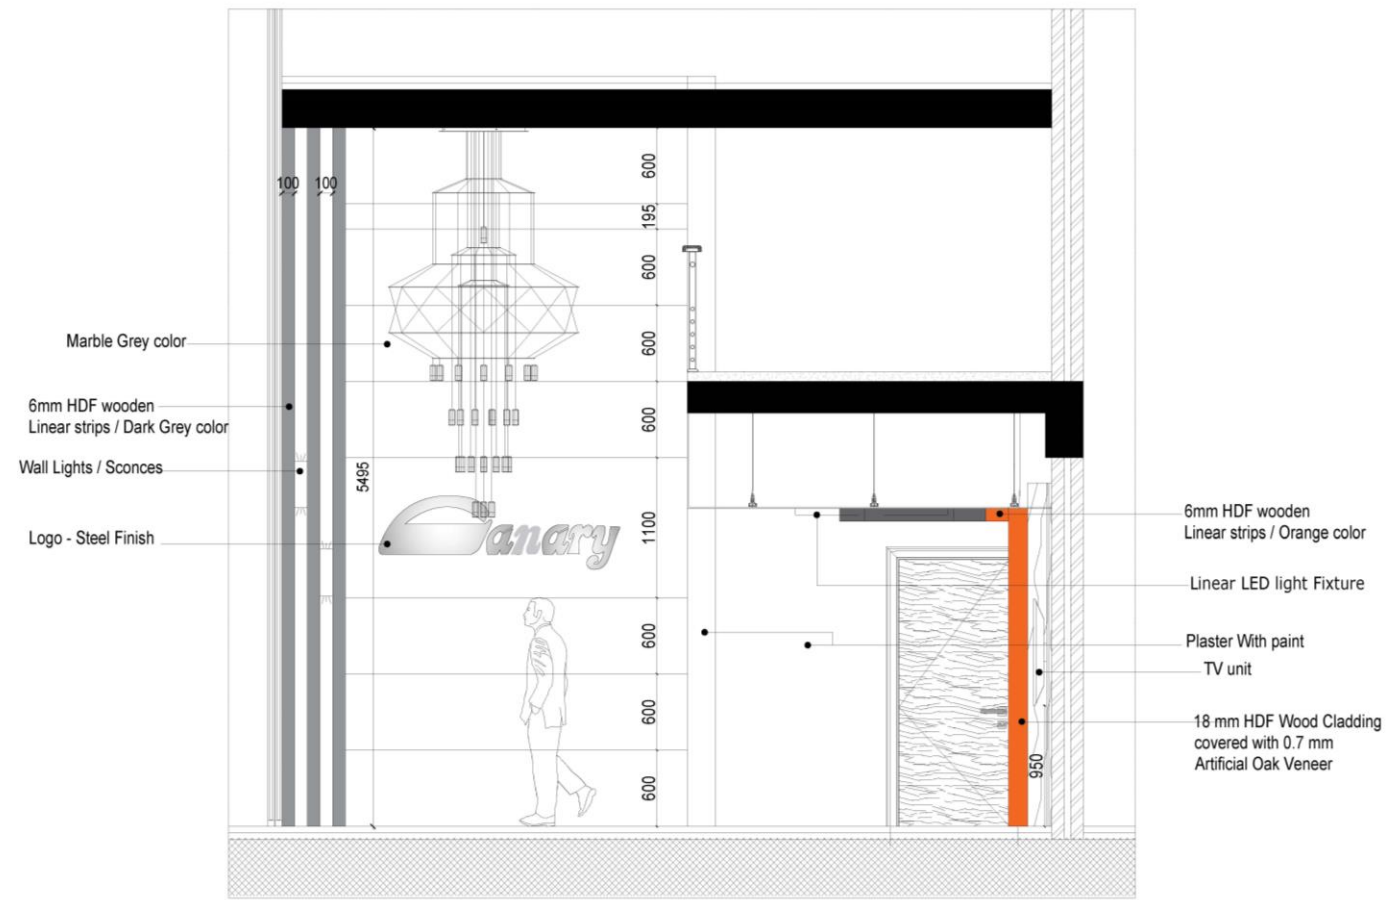 100
100
600
195
600
600
600
5495
1100
600
600
600
950
Marble Grey color
6mm HDF wooden
Linear strips / Dark Grey color
Wall Lights / Sconces
Logo - Steel Finish
Canary
6mm HDF wooden
Linear strips / Orange color
Linear LED light Fixture
Plaster With paint
TV unit
18 mm HDF Wood Cladding
covered with 0.7 mm
Artificial Oak Veneer